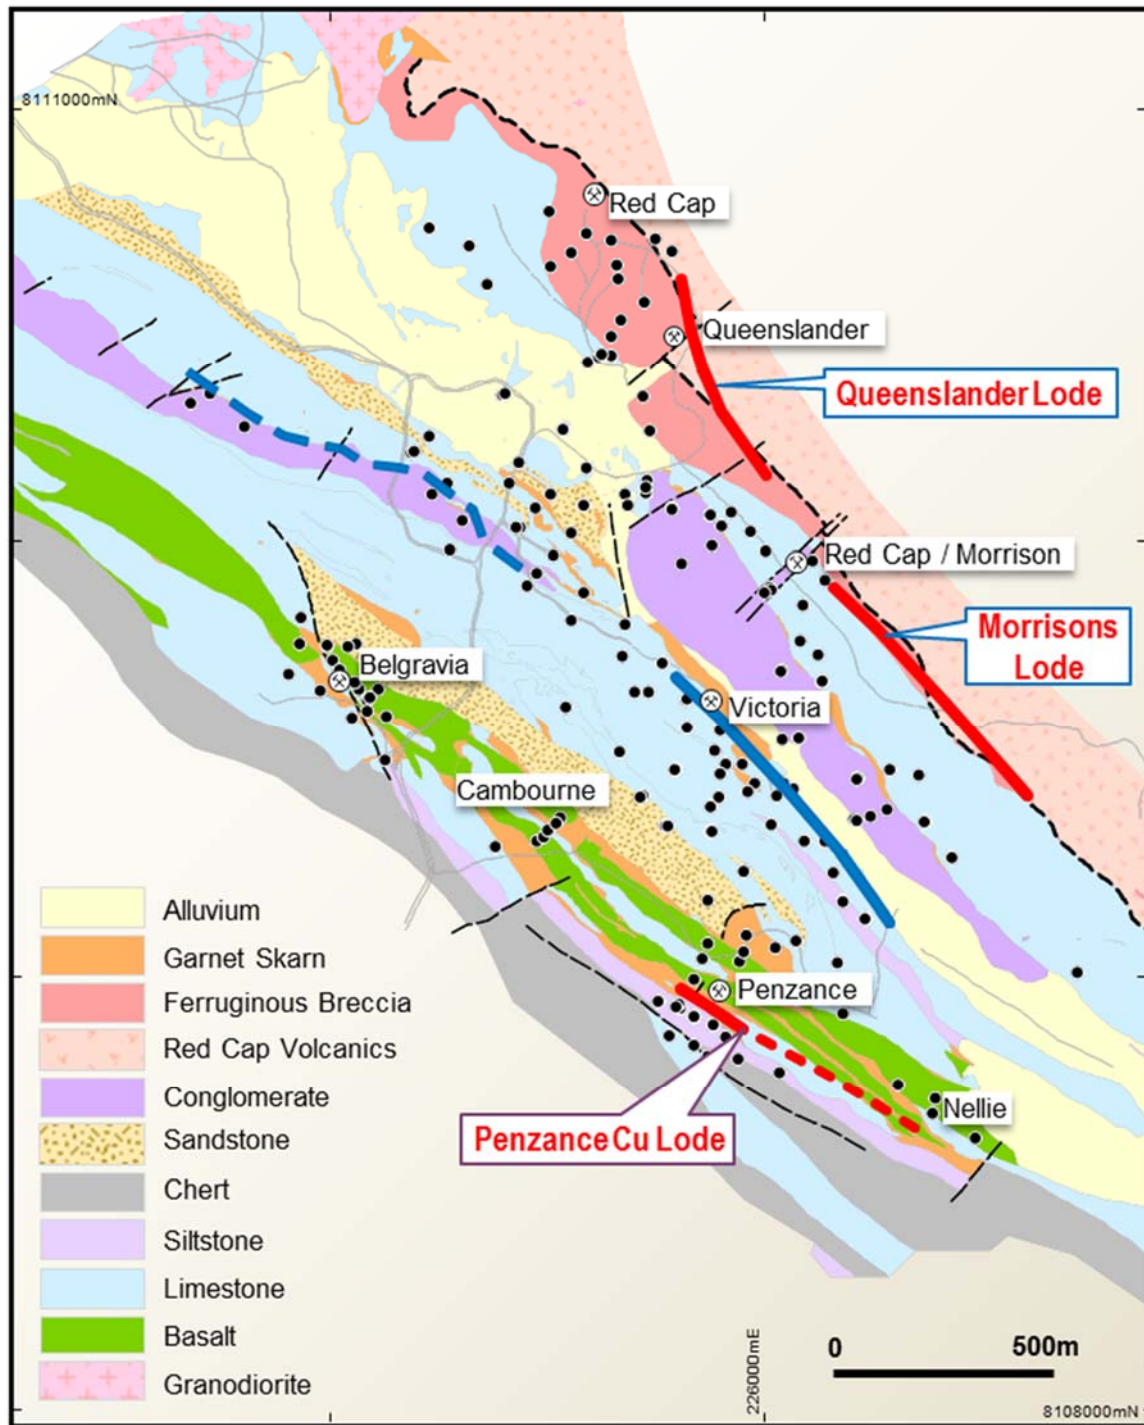 8111000mN
Red Cap
Queenslander
Queenslander Lode
Red Cap / Morrison
Morrisons
Lode
Belgravia
Victoria
Cambourne
Penzance
Nellie
Penzance Cu Lode
Alluvium
Garnet Skarn
Ferruginous Breccia
Red Cap Volcanics
Conglomerate
Sandstone
Chert
Siltstone
Limestone
Basalt
Granodiorite
226000mE
0 500m
8108000mN